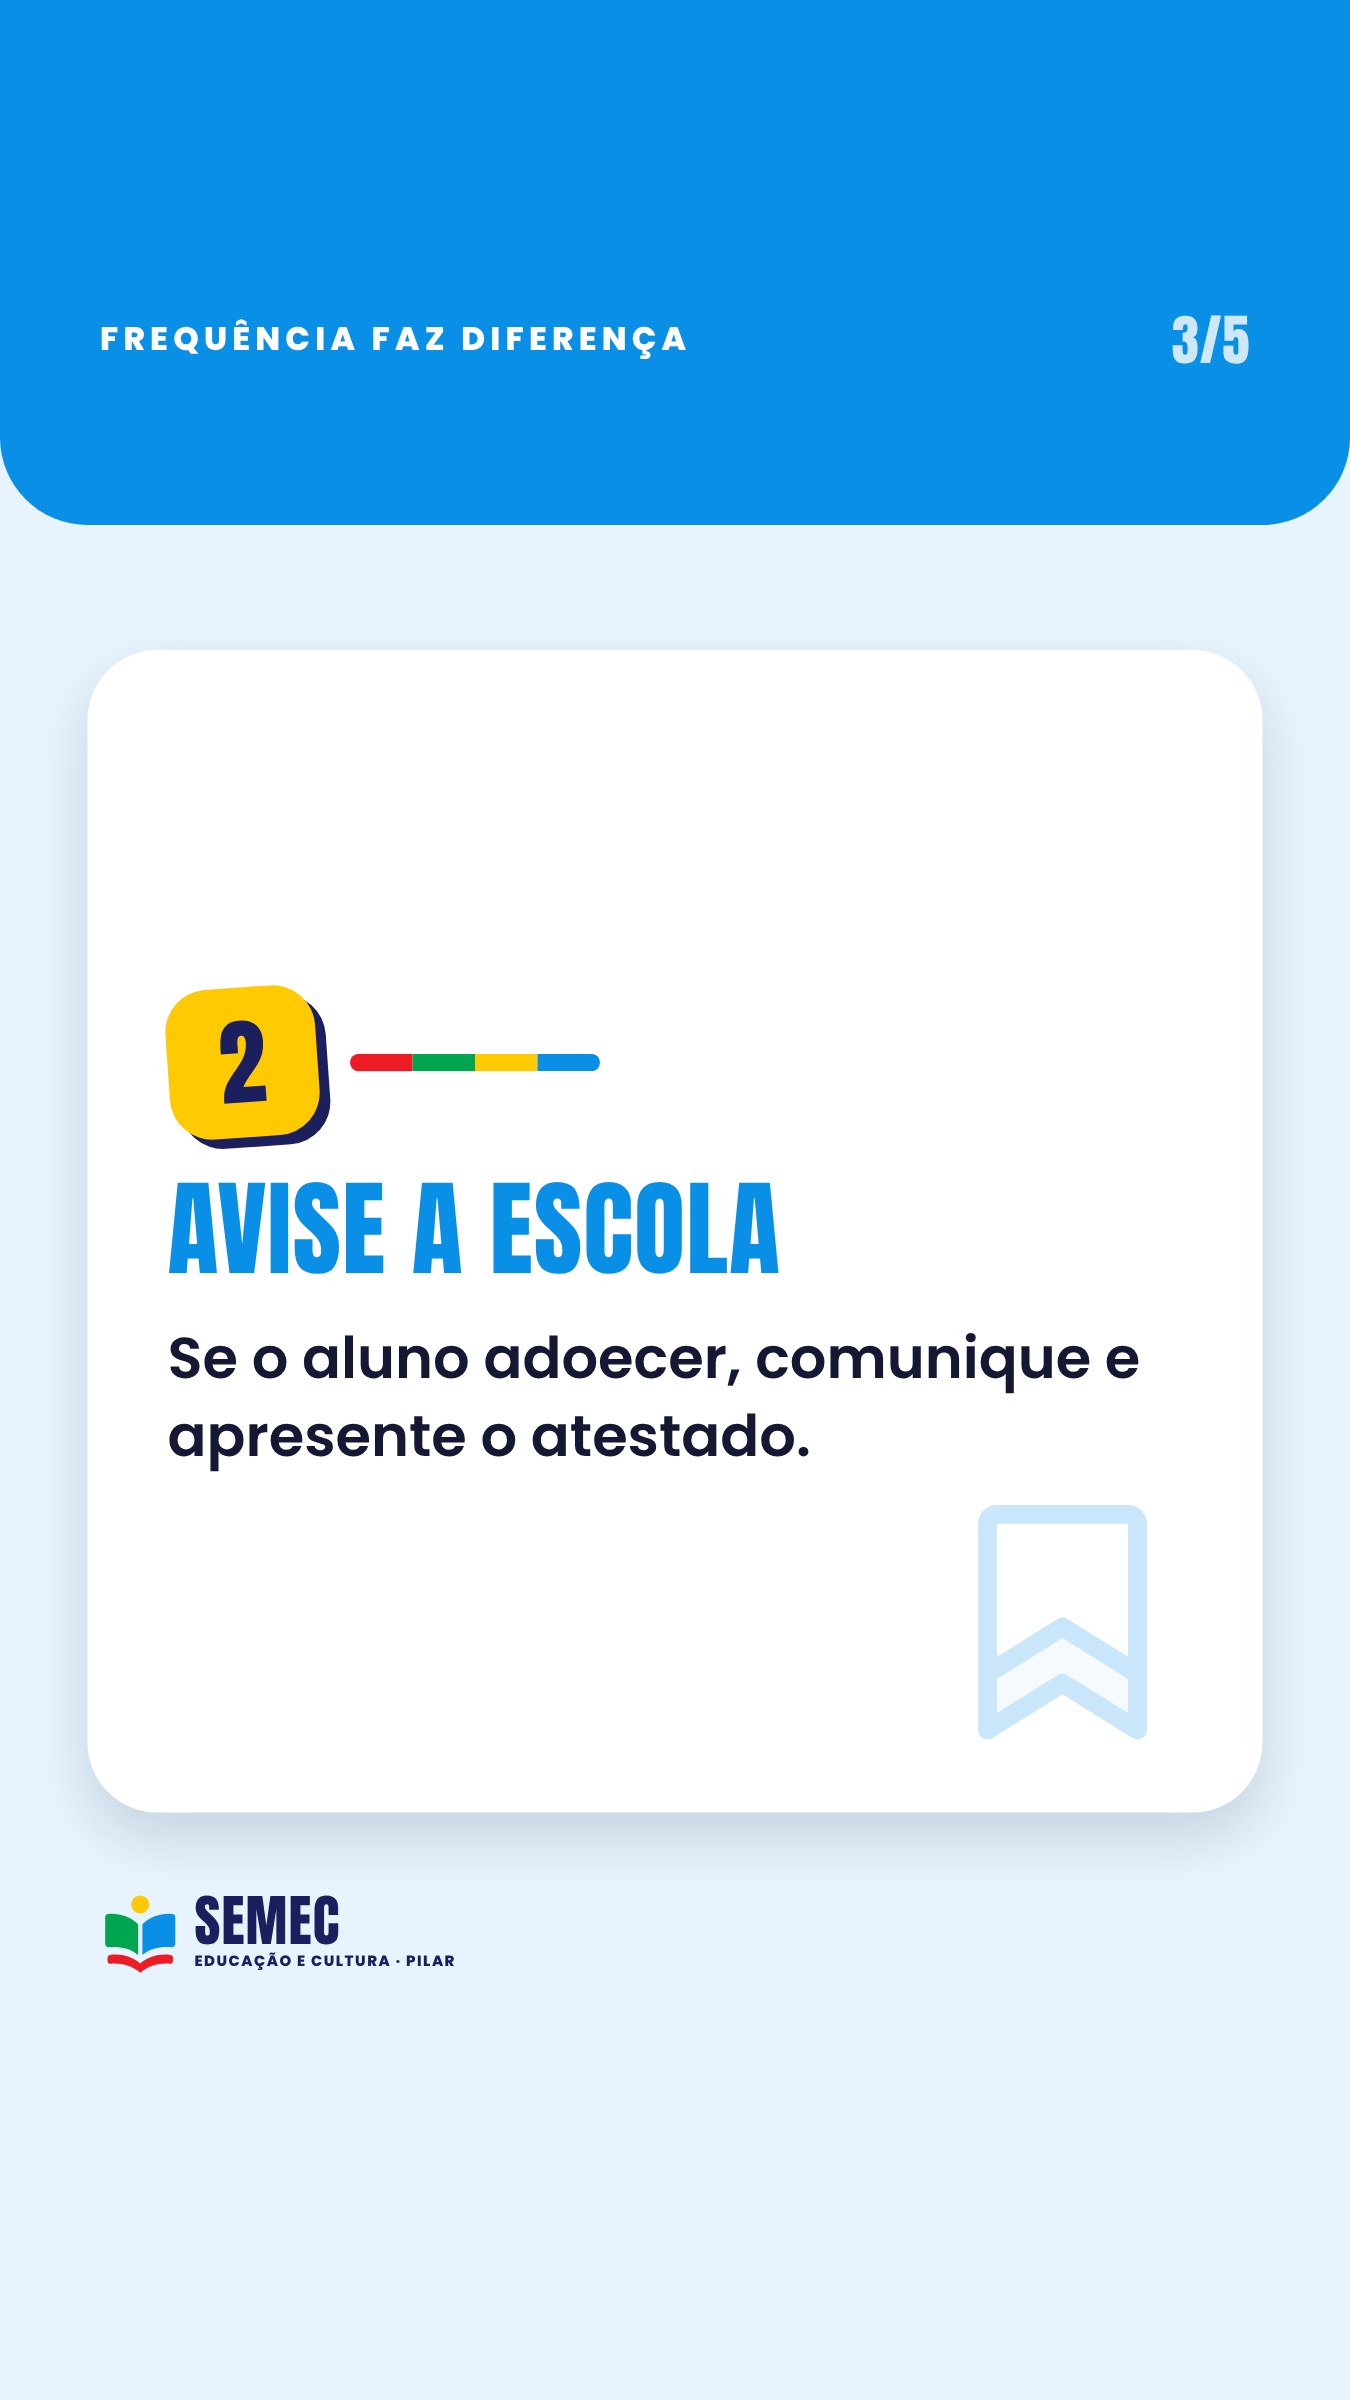 FREQUÊNCIA FAZ DIFERENÇA
3/5
2
AVISE A ESCOLA
Se o aluno adoecer, comunique e
apresente o atestado.
SEMEC
EDUCAÇÃO E CULTURA · PILAR